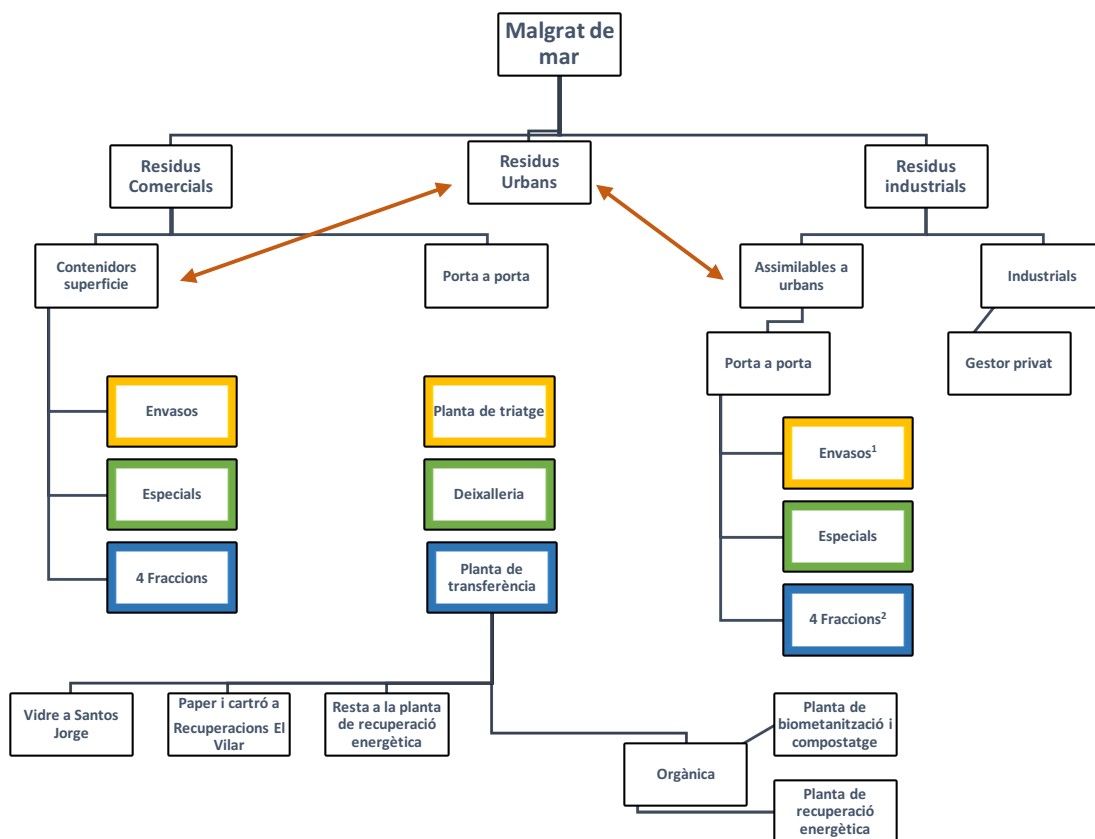 Malgrat de
mar
Residus
Comercials
Residus
Urbans
Residus
industrials
Contenidors
superficie
Porta a porta
Assimilables a
urbans
Industrials
Porta a porta
Gestor privat
Envasos
Planta de triatge
Envasos¹
Especials
Deixalleria
Especials
4 Fraccions
Planta de
transferència
4 Fraccions²
Vidre a Santos
Jorge
Paper i cartró a
Recuperacions El
Vilar
Resta a la planta
de recuperació
energètica
Orgànica
Planta de
biometanització i
compostatge
Planta de
recuperació
energètica